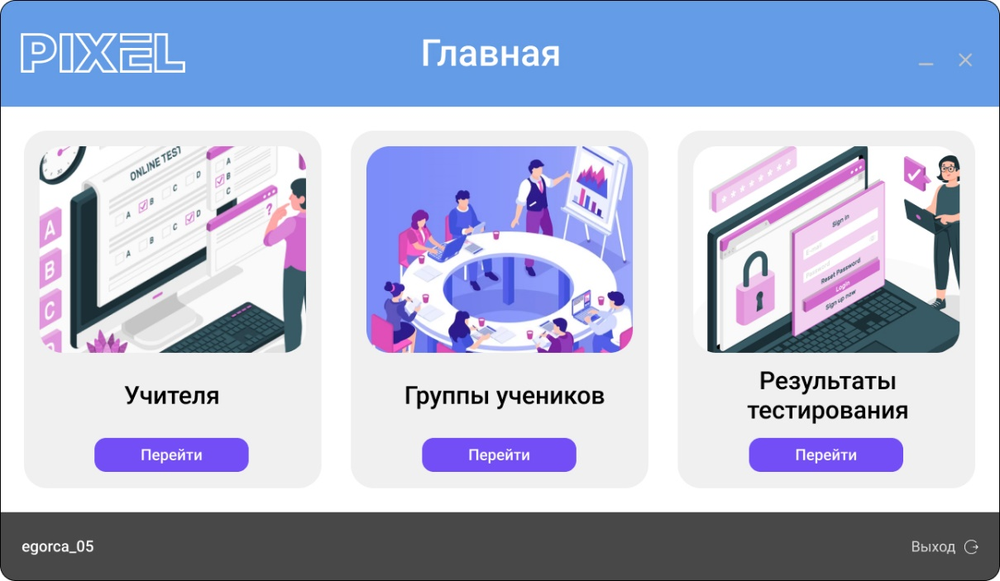 PIXEL
Главная
ONLINE TEST
A B C D
A B C D
A
B
C
?
A
B
C
Sign in
E-mail
Password
Reset Password
Login
Sign up now
Учителя
Группы учеников
Результаты
тестирования
Перейти
Перейти
Перейти
egorca_05
Выход